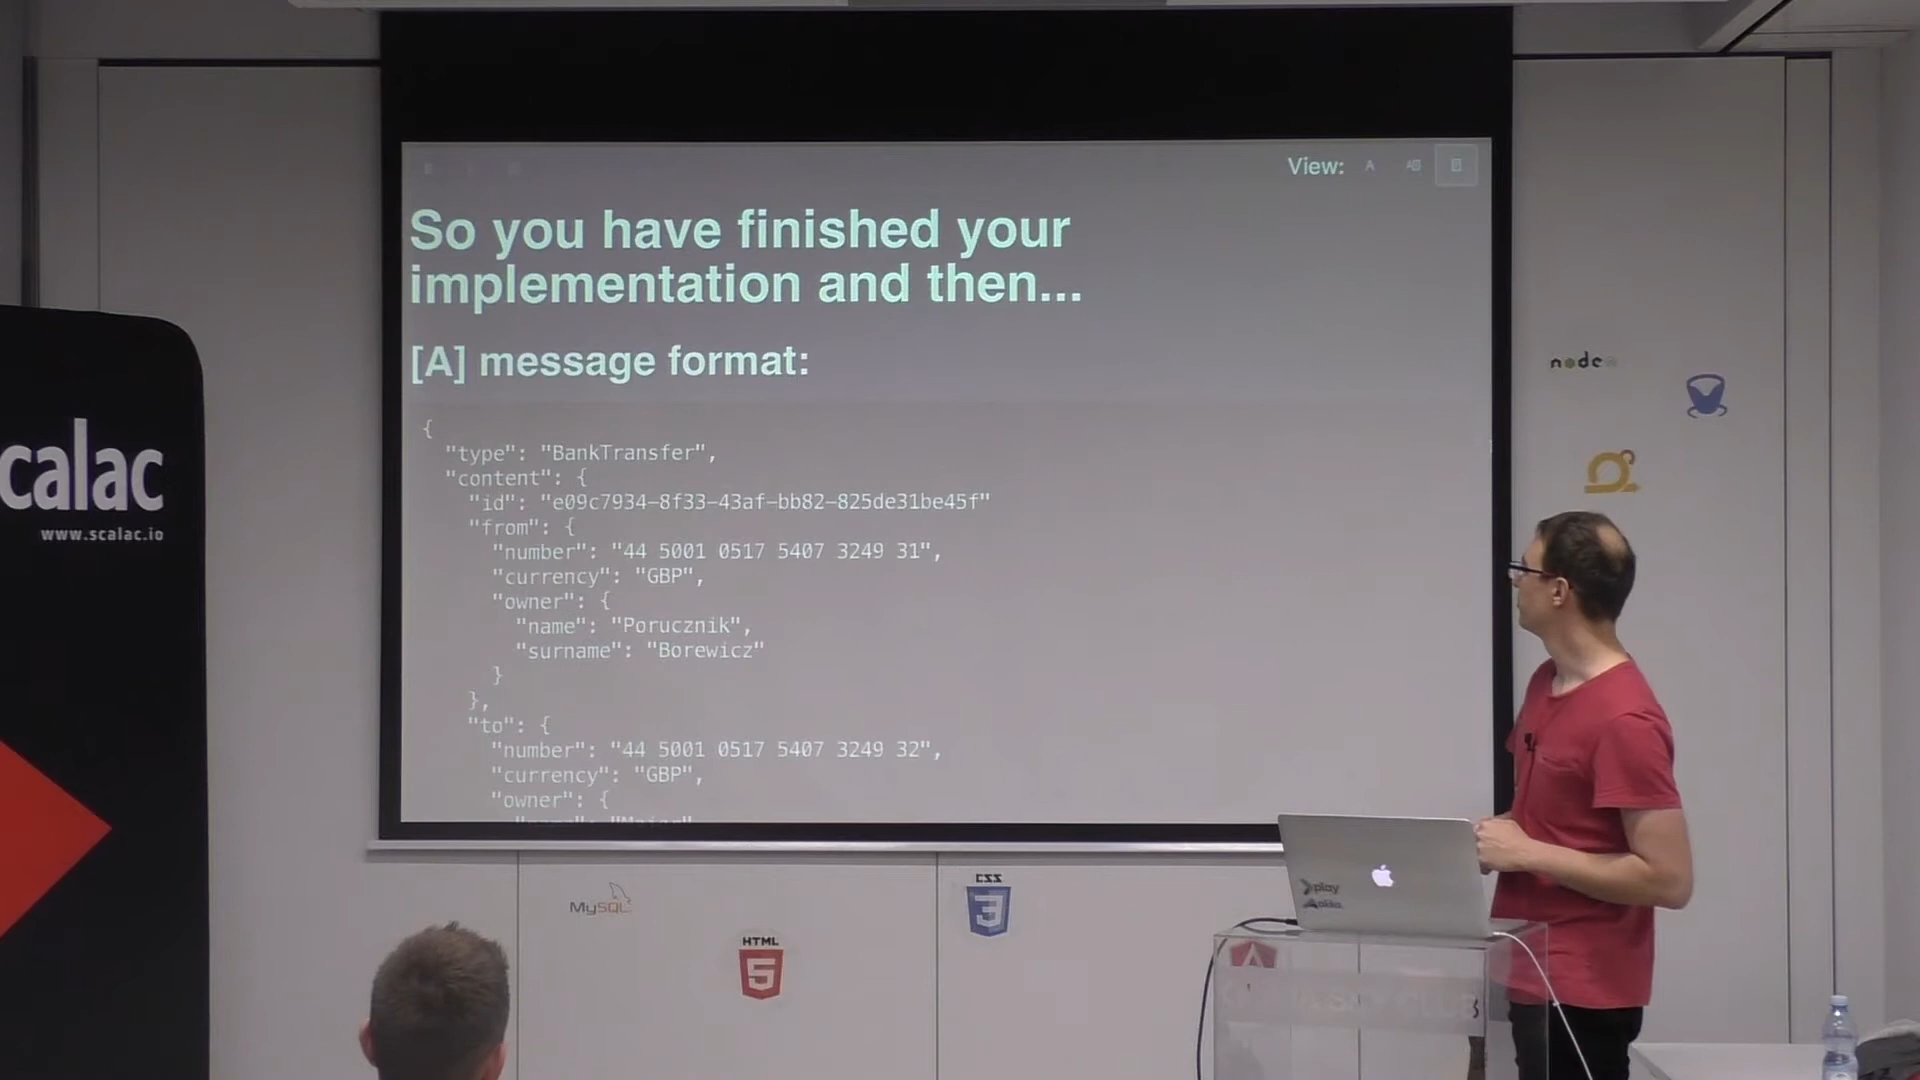 View: A
So you have finished your
implementation and then...
[A] message format:
{
"type": "BankTransfer",
"content": {
"id": "e09c7934-8f33-43af-bb82-825de31be45f"
"from": {
"number": "44 5001 0517 5407 3249 31",
"currency": "GBP",
"owner": {
"name": "Porucznik",
"surname": "Borewicz"
}
},
"to": {
"number": "44 5001 0517 5407 3249 32",
"currency": "GBP",
"owner": {
calac
www.scalac.io
node
MySQL
HTML
5
CSS
3
play
akka